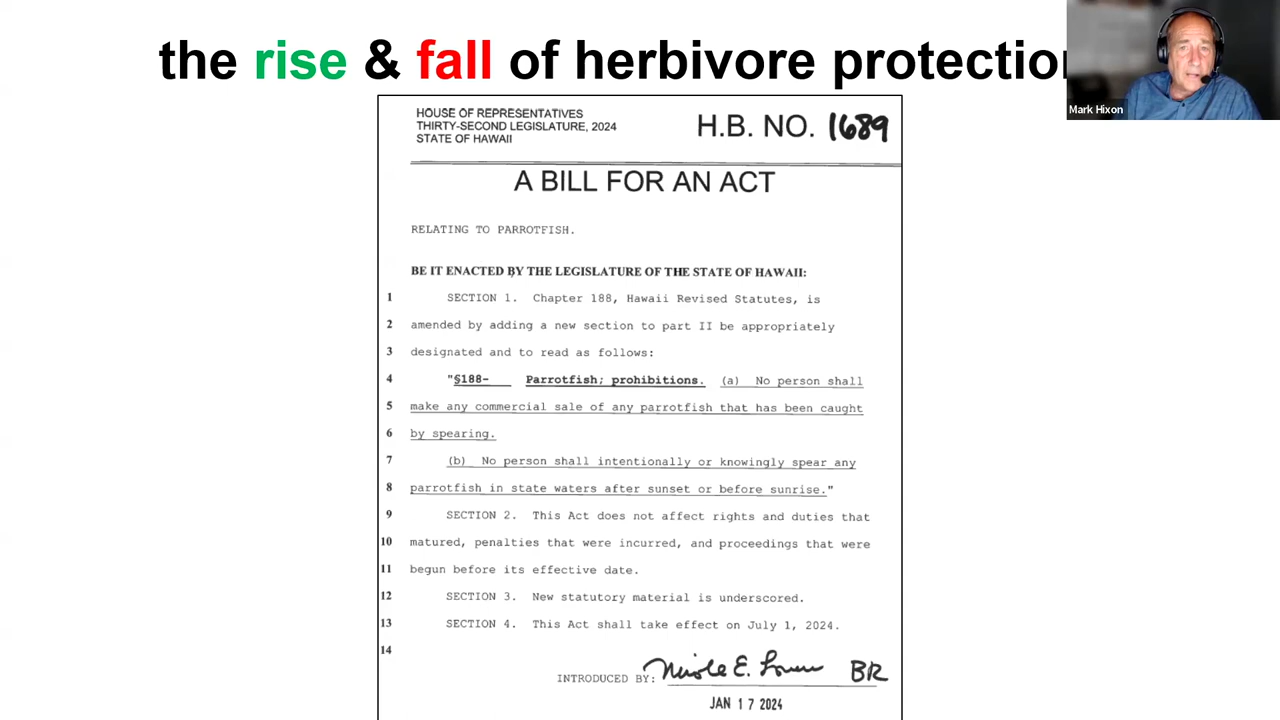 the rise & fall of herbivore protection
Mark Hixon
HOUSE OF REPRESENTATIVES
THIRTY-SECOND LEGISLATURE, 2024
STATE OF HAWAII
H.B. NO. 1689
A BILL FOR AN ACT
RELATING TO PARROTFISH.
BE IT ENACTED BY THE LEGISLATURE OF THE STATE OF HAWAII:
1 SECTION 1. Chapter 188, Hawaii Revised Statutes, is
2 amended by adding a new section to part II be appropriately
3 designated and to read as follows:
4 "§188-___ Parrotfish; prohibitions. (a) No person shall
5 make any commercial sale of any parrotfish that has been caught
6 by spearing.
7 (b) No person shall intentionally or knowingly spear any
8 parrotfish in state waters after sunset or before sunrise."
9 SECTION 2. This Act does not affect rights and duties that
10 matured, penalties that were incurred, and proceedings that were
11 begun before its effective date.
12 SECTION 3. New statutory material is underscored.
13 SECTION 4. This Act shall take effect on July 1, 2024.
14
INTRODUCED BY: Nicole E. Lowen BR
JAN 17 2024